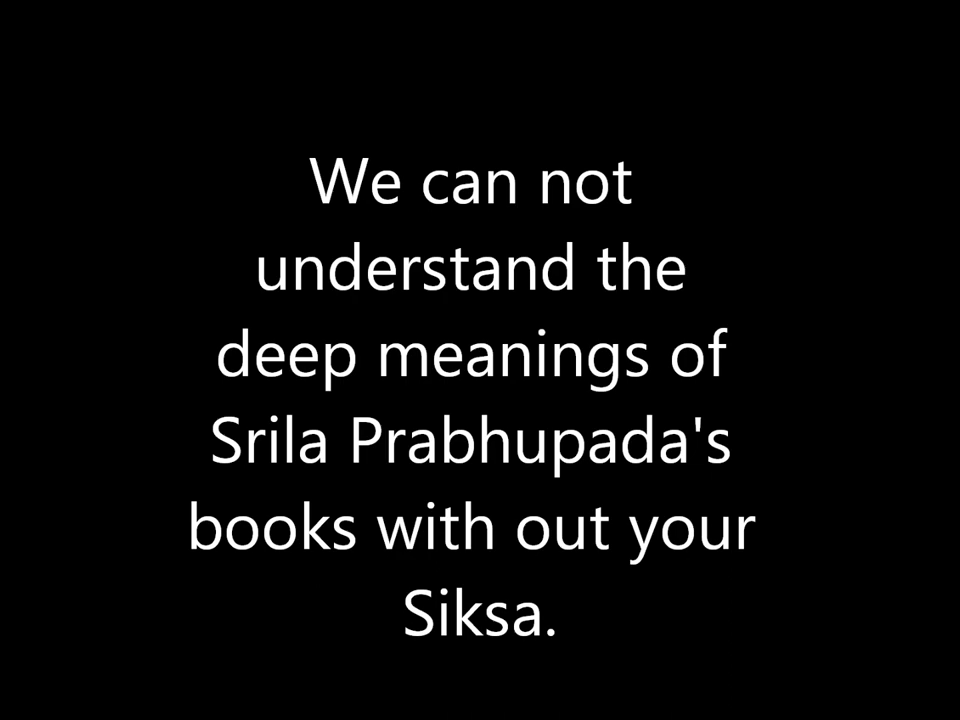 We can not
understand the
deep meanings of
Srila Prabhupada's
books with out your
Siksa.